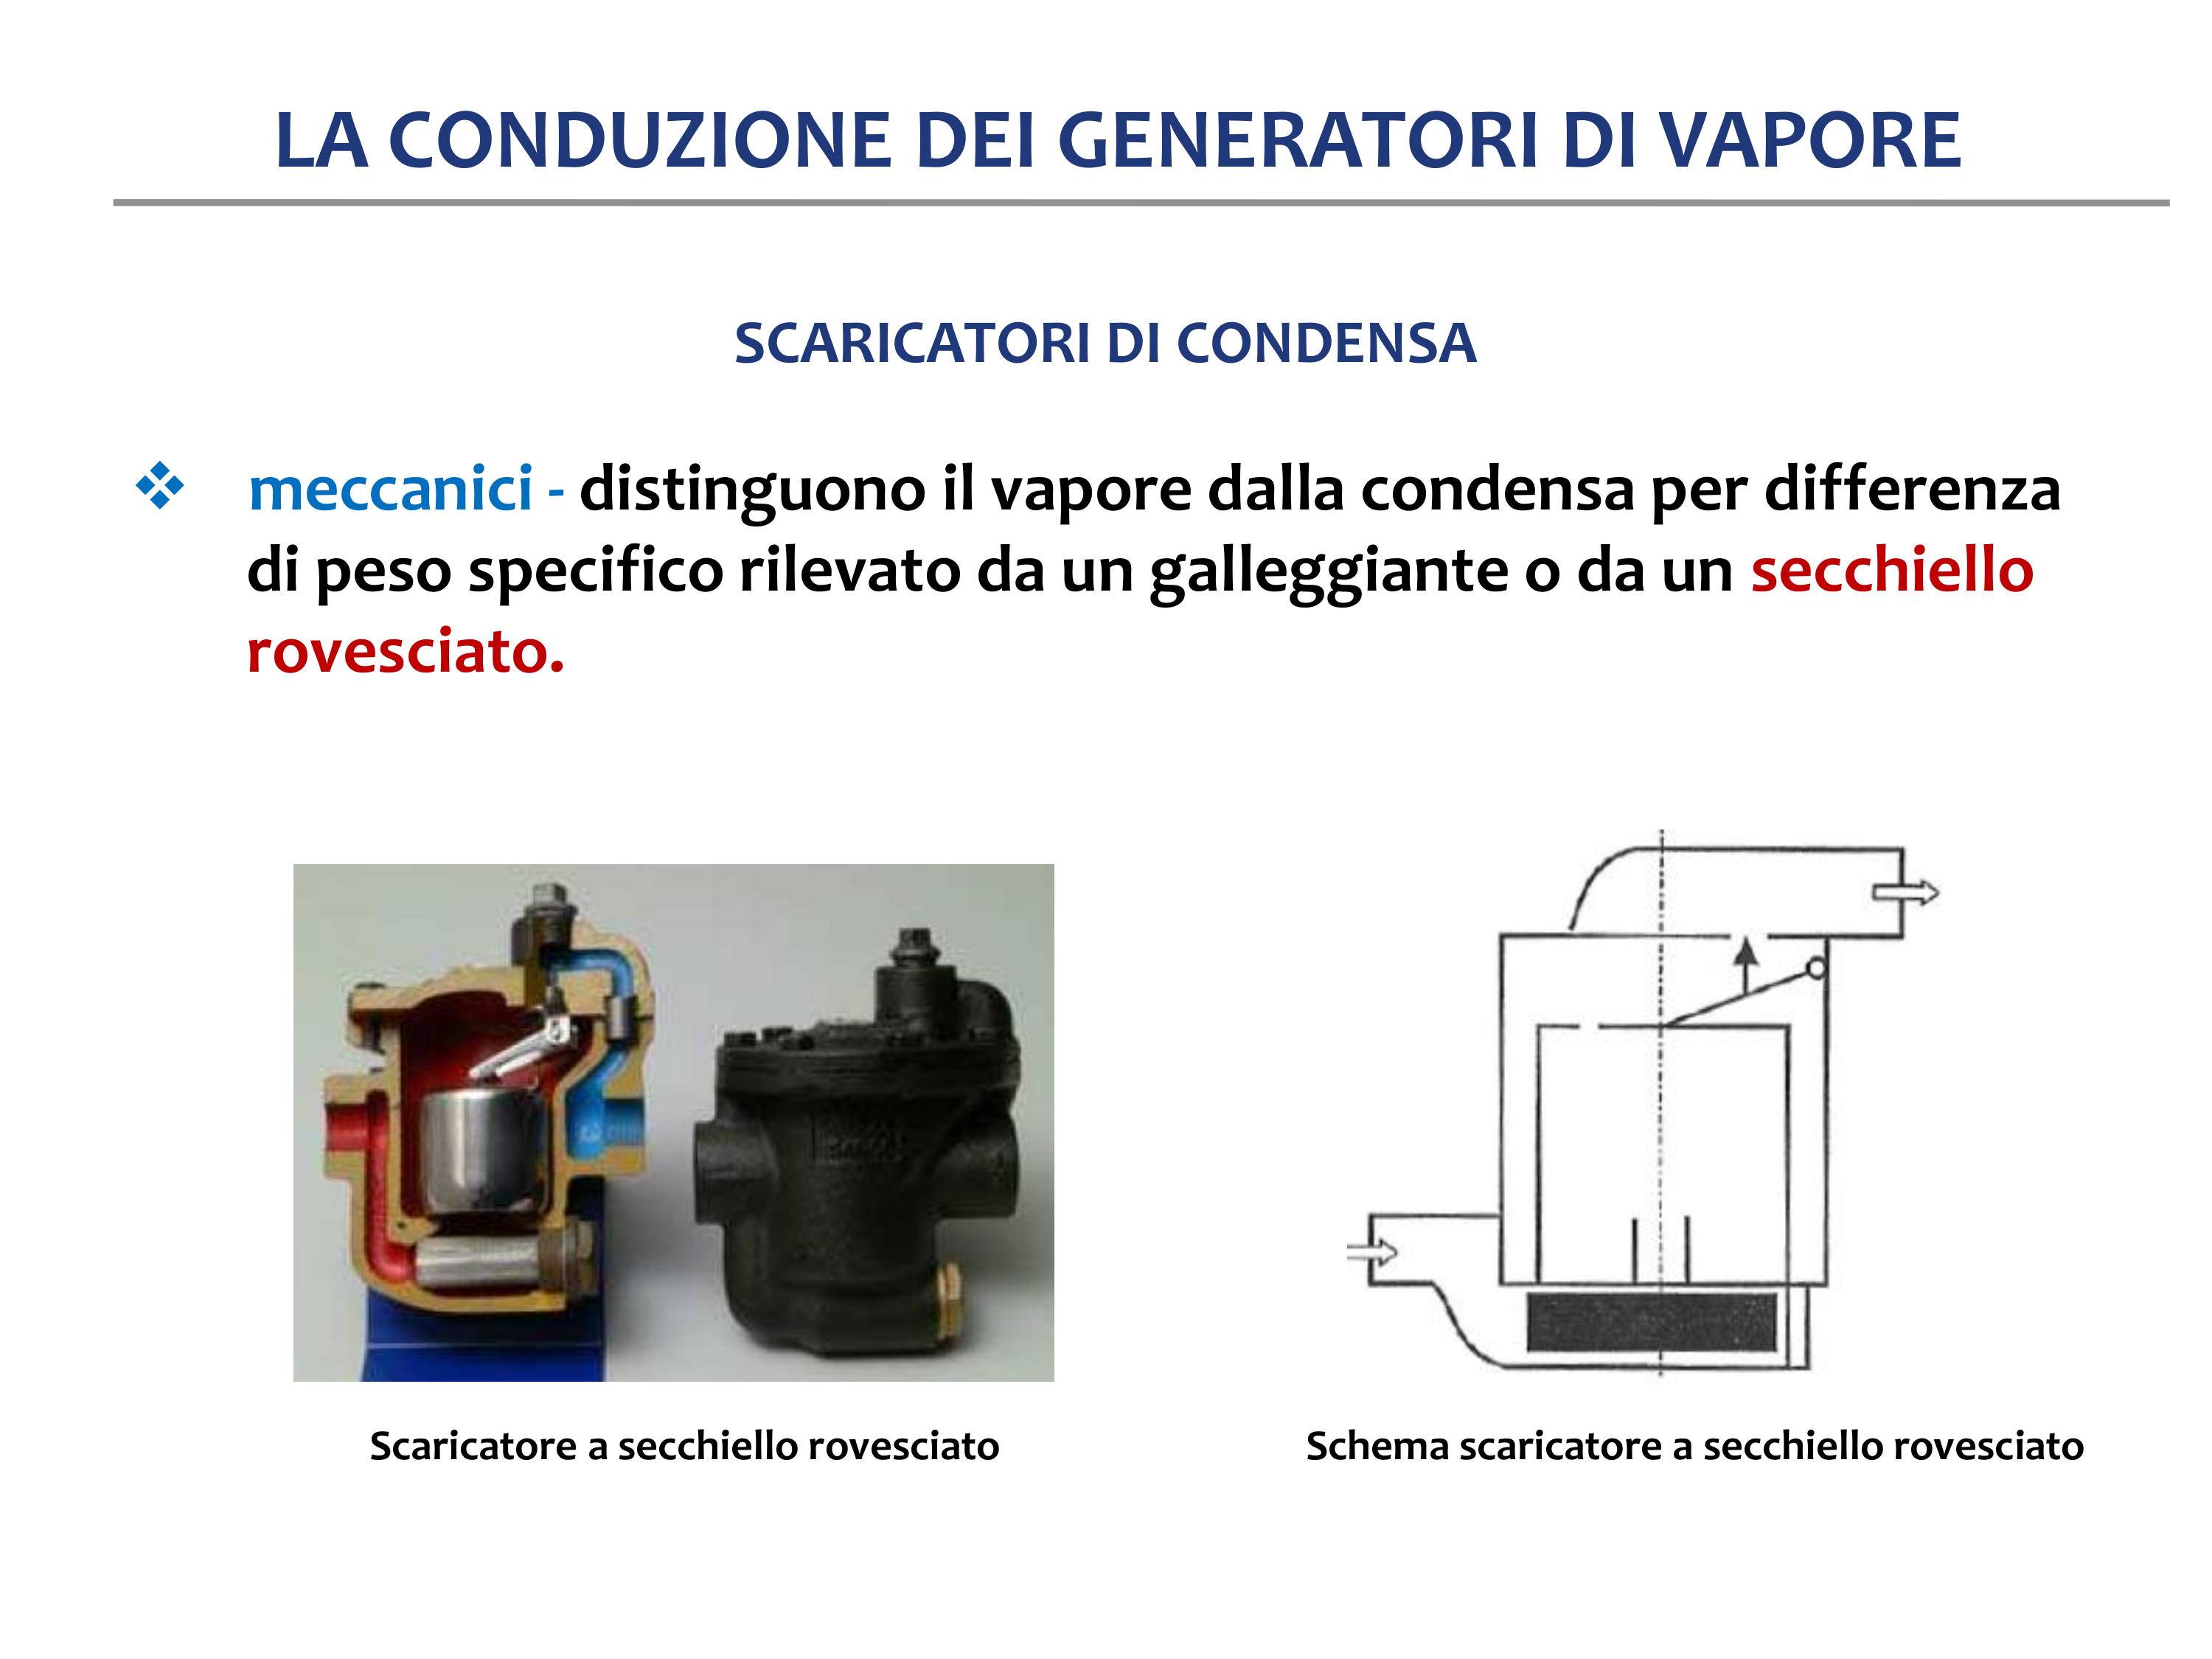 LA CONDUZIONE DEI GENERATORI DI VAPORE
SCARICATORI DI CONDENSA
meccanici - distinguono il vapore dalla condensa per differenza
di peso specifico rilevato da un galleggiante o da un secchiello
rovesciato.
Scaricatore a secchiello rovesciato
Schema scaricatore a secchiello rovesciato